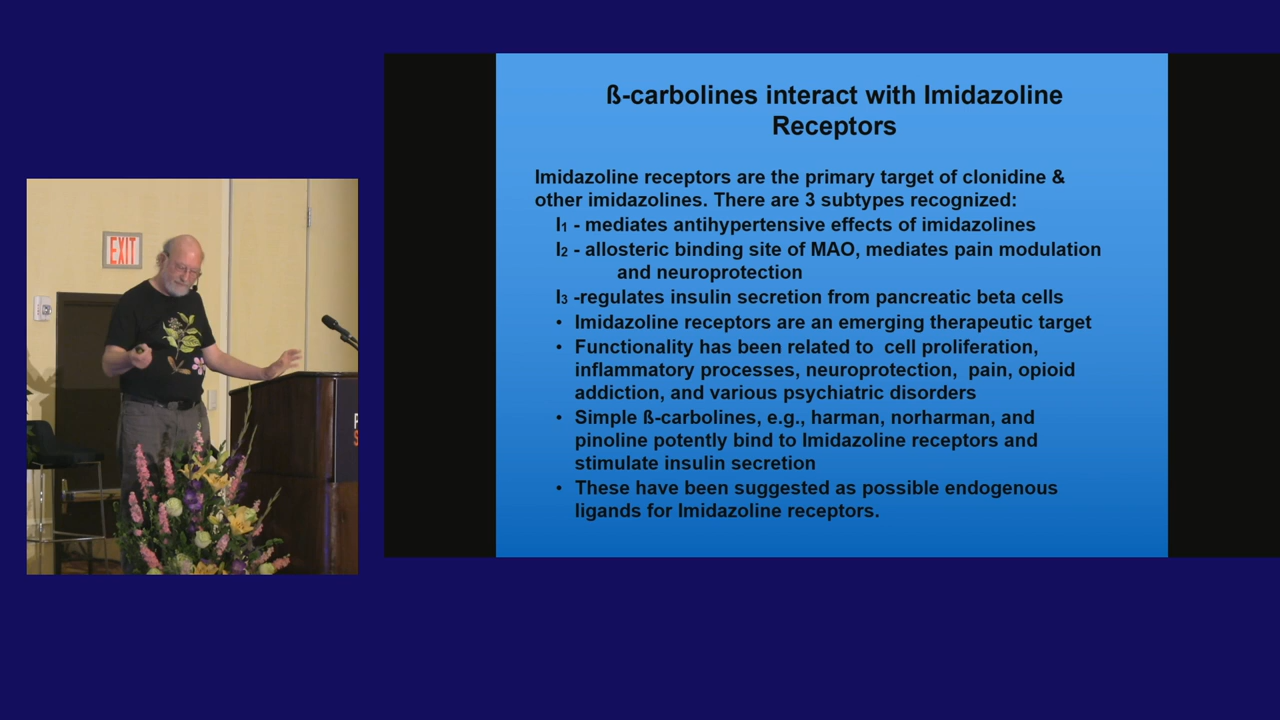 EXIT
ß-carbolines interact with Imidazoline
Receptors
Imidazoline receptors are the primary target of clonidine &
other imidazolines. There are 3 subtypes recognized:
I₁ - mediates antihypertensive effects of imidazolines
I₂ - allosteric binding site of MAO, mediates pain modulation
and neuroprotection
I₃ -regulates insulin secretion from pancreatic beta cells
• Imidazoline receptors are an emerging therapeutic target
• Functionality has been related to cell proliferation,
inflammatory processes, neuroprotection, pain, opioid
addiction, and various psychiatric disorders
• Simple ß-carbolines, e.g., harman, norharman, and
pinoline potently bind to Imidazoline receptors and
stimulate insulin secretion
• These have been suggested as possible endogenous
ligands for Imidazoline receptors.